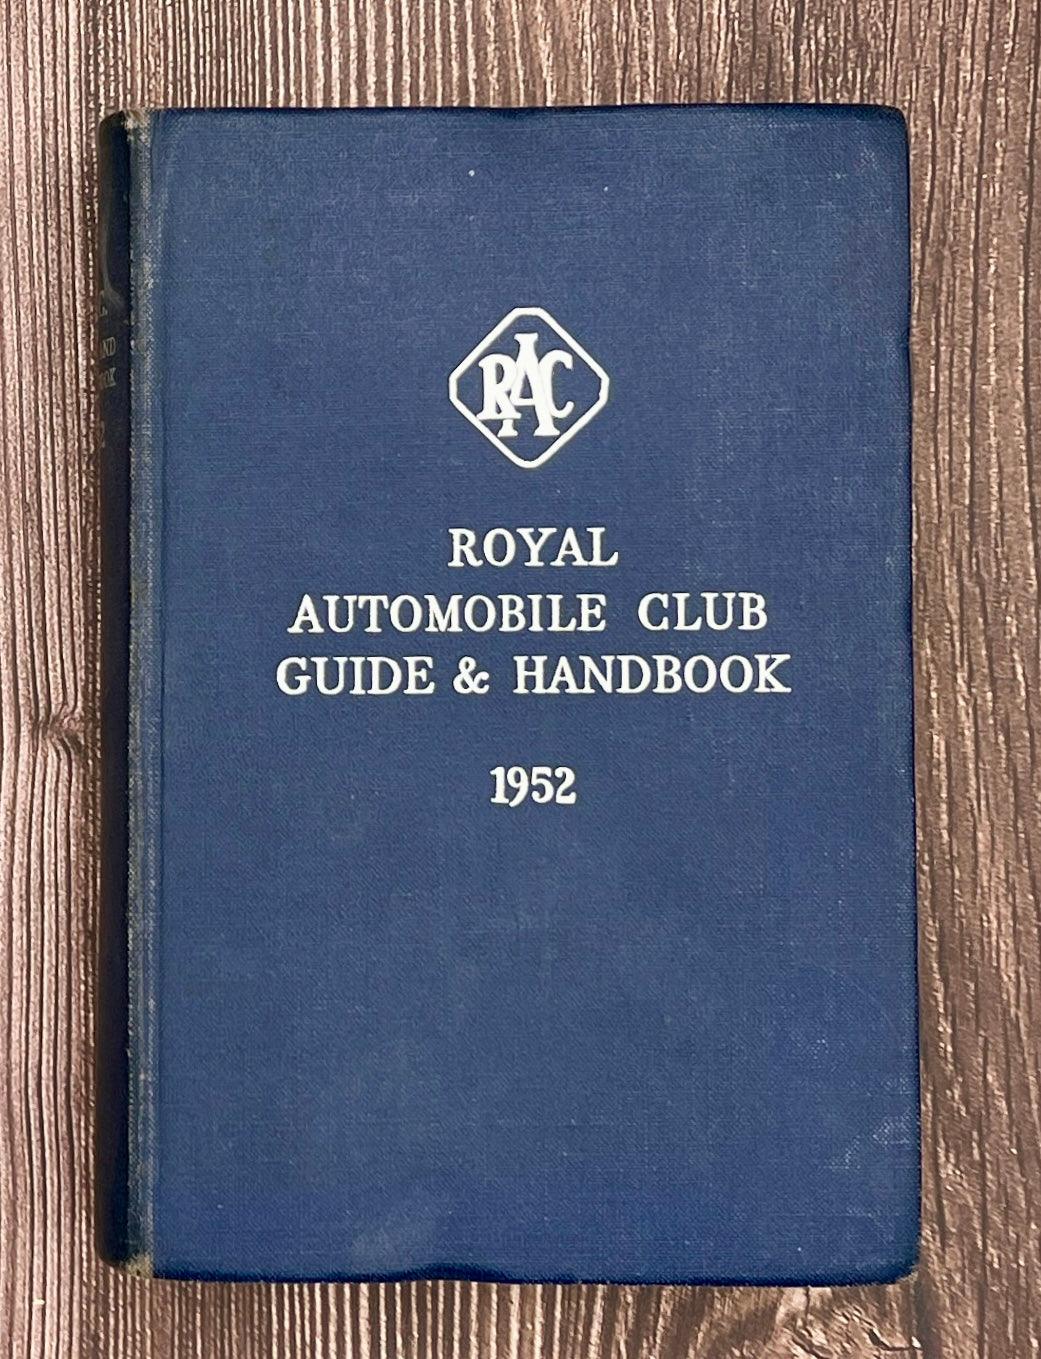 RAC
ROYAL
AUTOMOBILE CLUB
GUIDE & HANDBOOK
1952